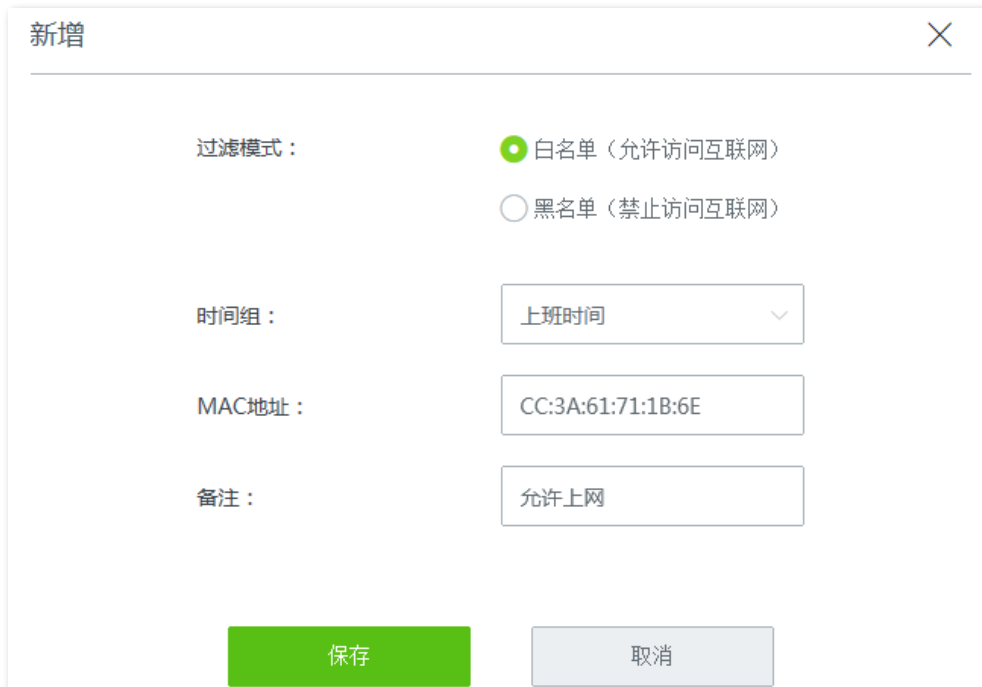 新增
过滤模式：
白名单（允许访问互联网）
黑名单（禁止访问互联网）
时间组：
上班时间
MAC地址：
CC:3A:61:71:1B:6E
备注：
允许上网
保存
取消